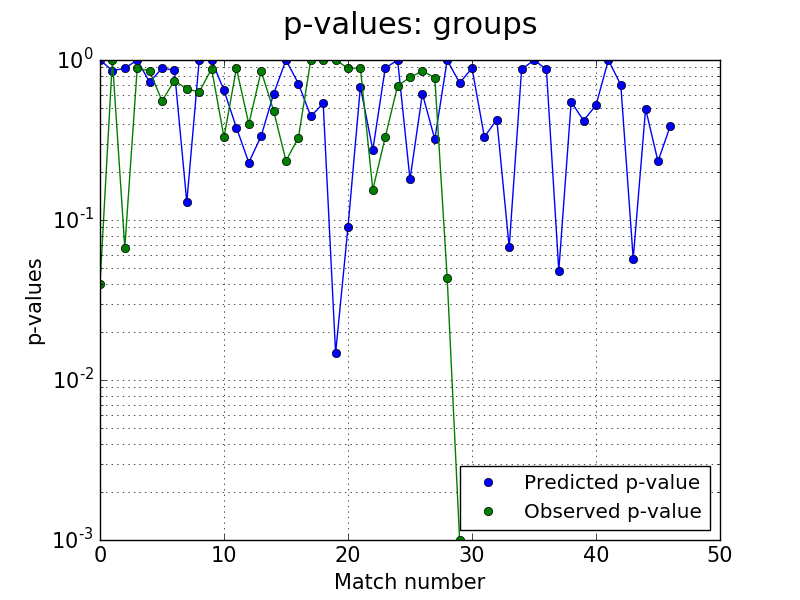 p-values: groups
10^0
10^-1
10^-2
10^-3
p-values
0 10 20 30 40 50
Match number
Predicted p-value
Observed p-value